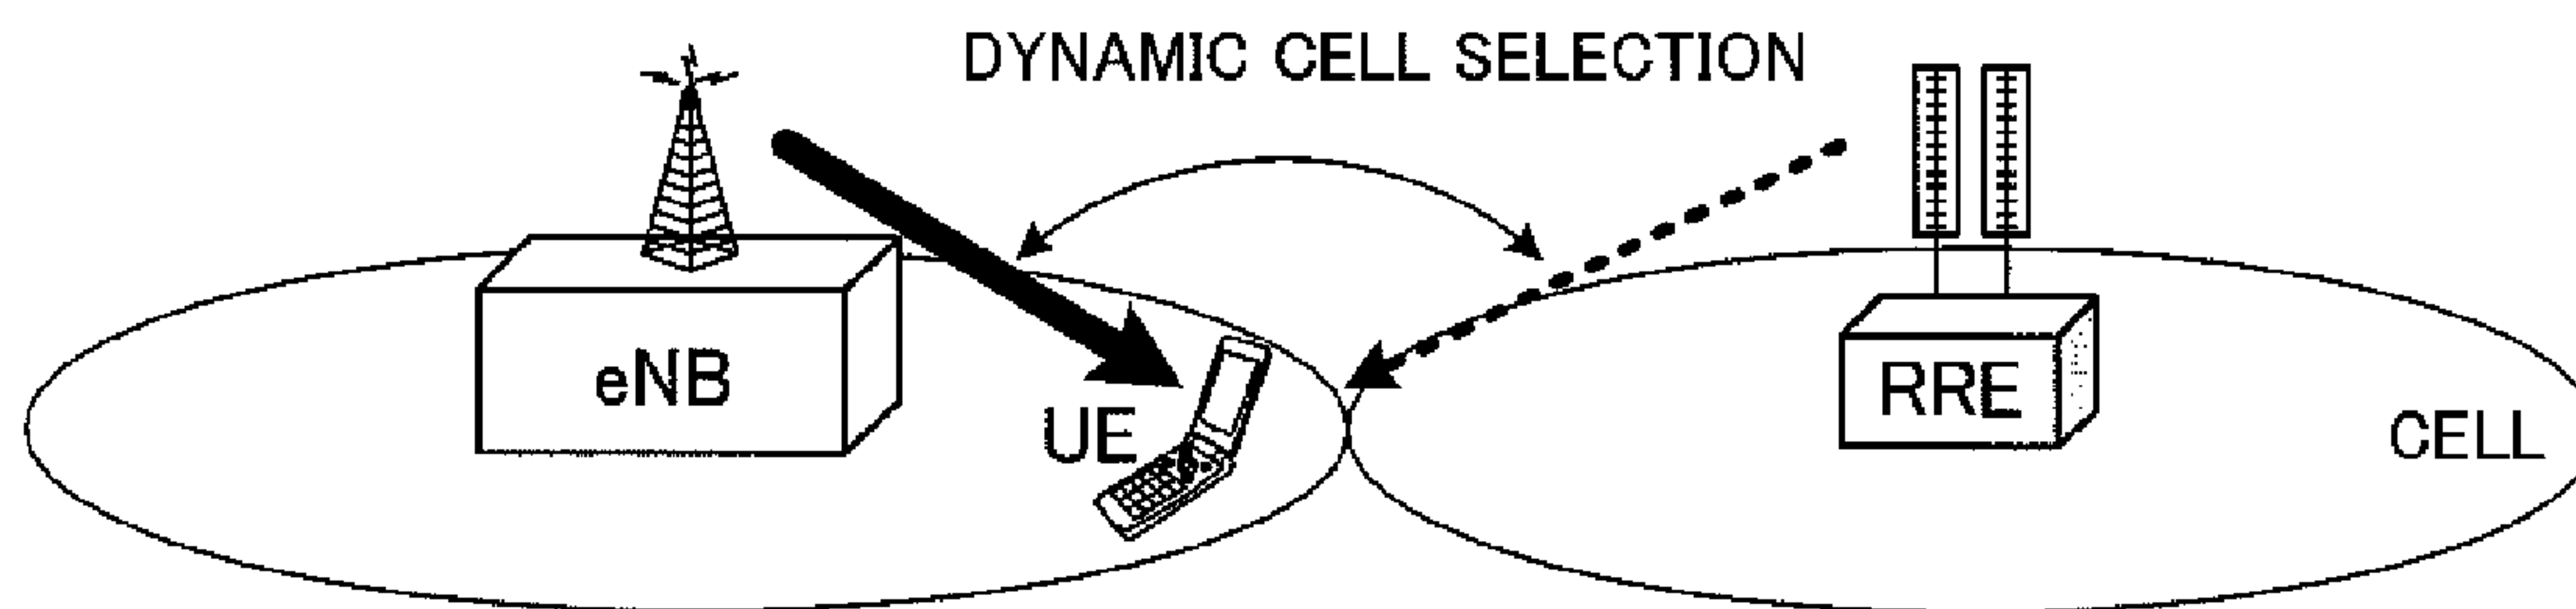 DYNAMIC CELL SELECTION
eNB
UE
RRE
CELL